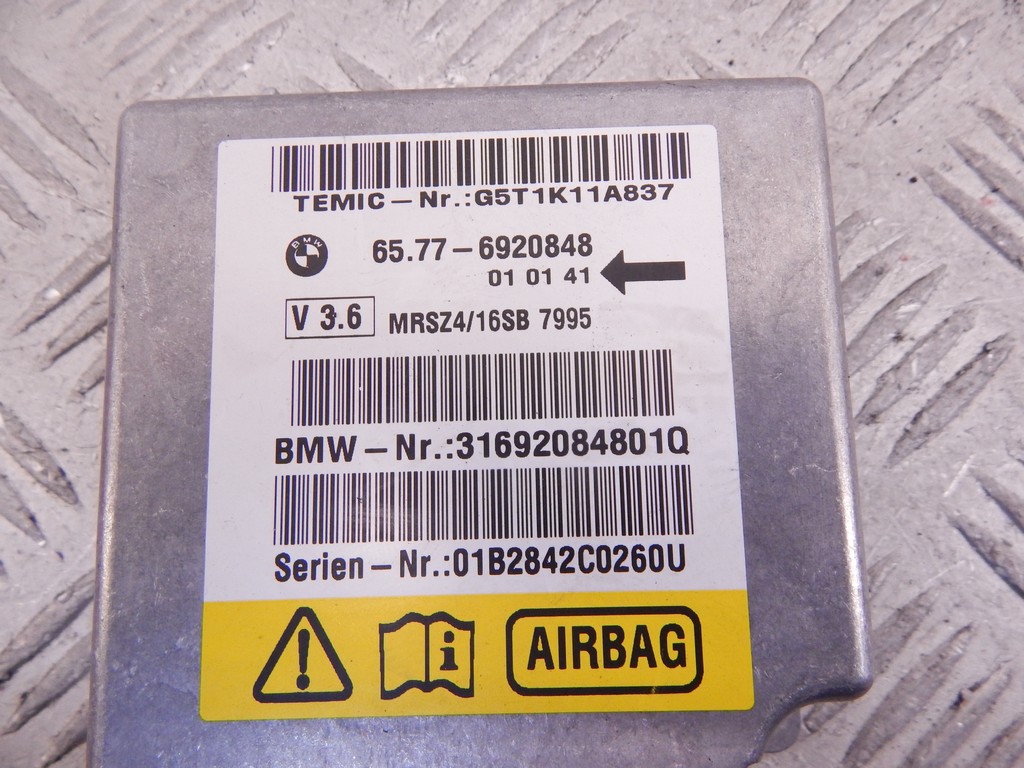 TEMIC – Nr.:G5T1K11A837
BMW
65.77 – 6920848
01 01 41
V 3.6
MRSZ4/16SB 7995
BMW – Nr.:31692084801Q
Serien – Nr.:01B2842C0260U
i
AIRBAG